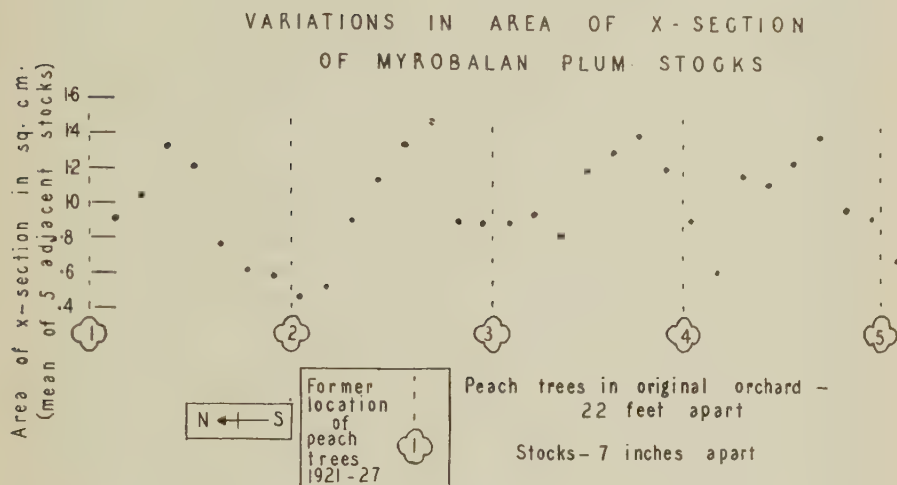 VARIATIONS IN AREA OF X-SECTION
OF MYROBALAN PLUM STOCKS
Area of x-section in sq. cm.
(mean of 5 adjacent stocks)
1.6
1.4
1.2
1.0
.8
.6
.4
1
2
3
4
5
N S
Former
location
of
peach
trees
1921-27
1
Peach trees in original orchard –
22 feet apart
Stocks – 7 inches apart